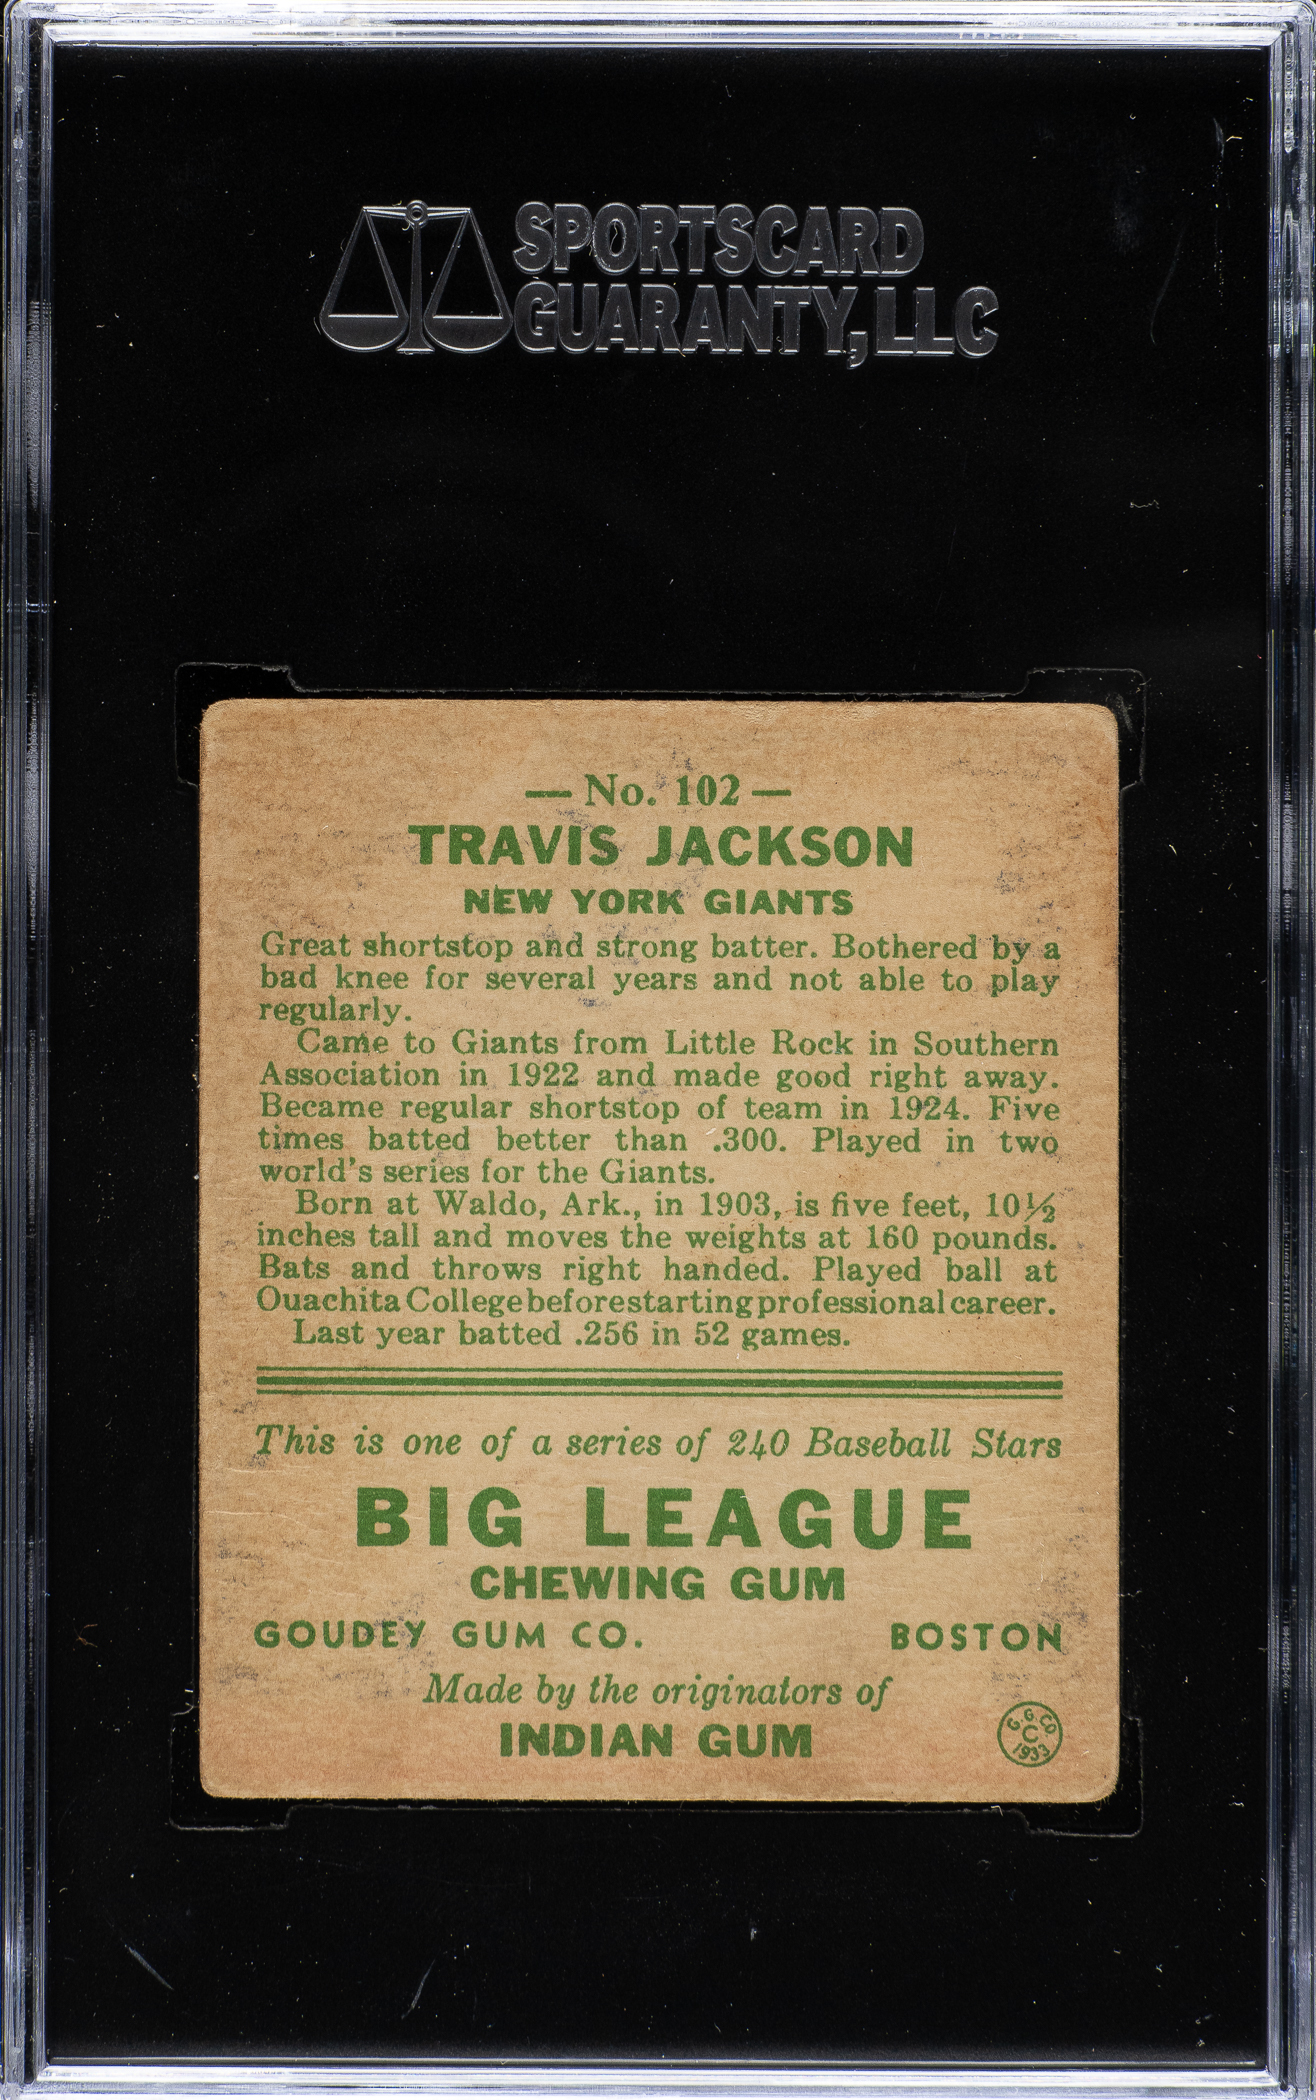 SPORTSCARD
GUARANTY, LLC
— No. 102 —
TRAVIS JACKSON
NEW YORK GIANTS
Great shortstop and strong batter. Bothered by a
bad knee for several years and not able to play
regularly.
Came to Giants from Little Rock in Southern
Association in 1922 and made good right away.
Became regular shortstop of team in 1924. Five
times batted better than .300. Played in two
world's series for the Giants.
Born at Waldo, Ark., in 1903, is five feet, 10½
inches tall and moves the weights at 160 pounds.
Bats and throws right handed. Played ball at
Ouachita College before starting professional career.
Last year batted .256 in 52 games.
This is one of a series of 240 Baseball Stars
BIG LEAGUE
CHEWING GUM
GOUDEY GUM CO. BOSTON
Made by the originators of
INDIAN GUM
G. G. CO.
C
1933